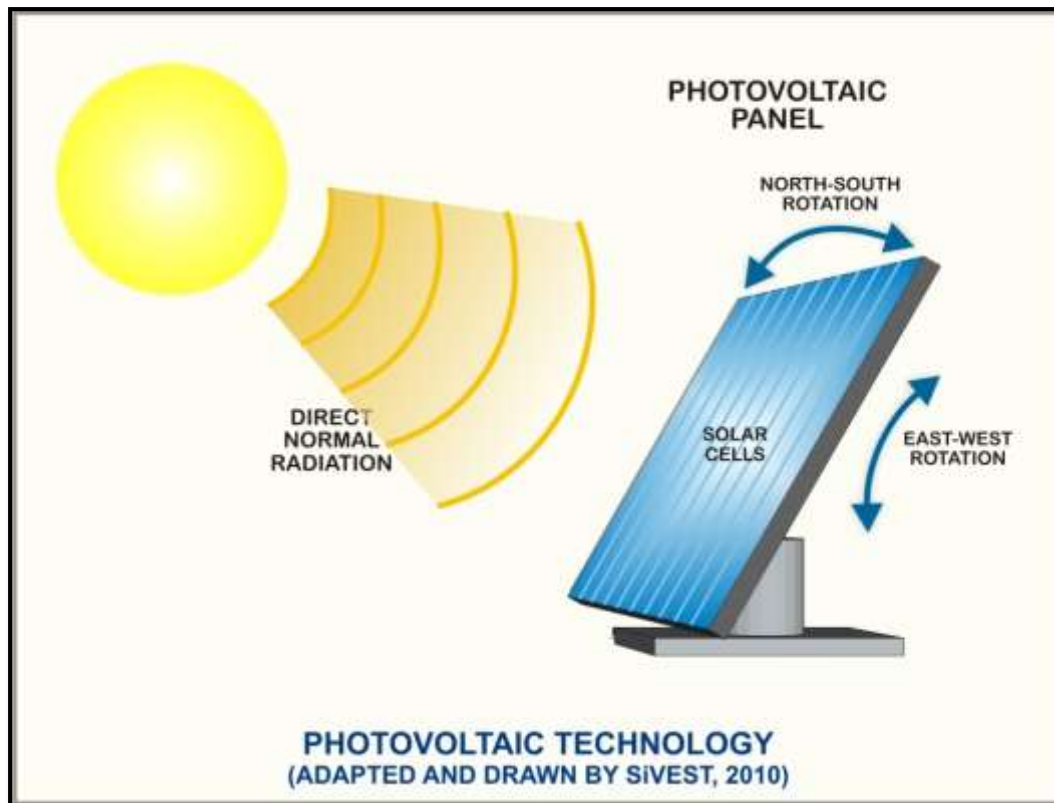 PHOTOVOLTAIC
PANEL
NORTH-SOUTH
ROTATION
DIRECT
NORMAL
RADIATION
SOLAR
CELLS
EAST-WEST
ROTATION
PHOTOVOLTAIC TECHNOLOGY
(ADAPTED AND DRAWN BY SiVEST, 2010)